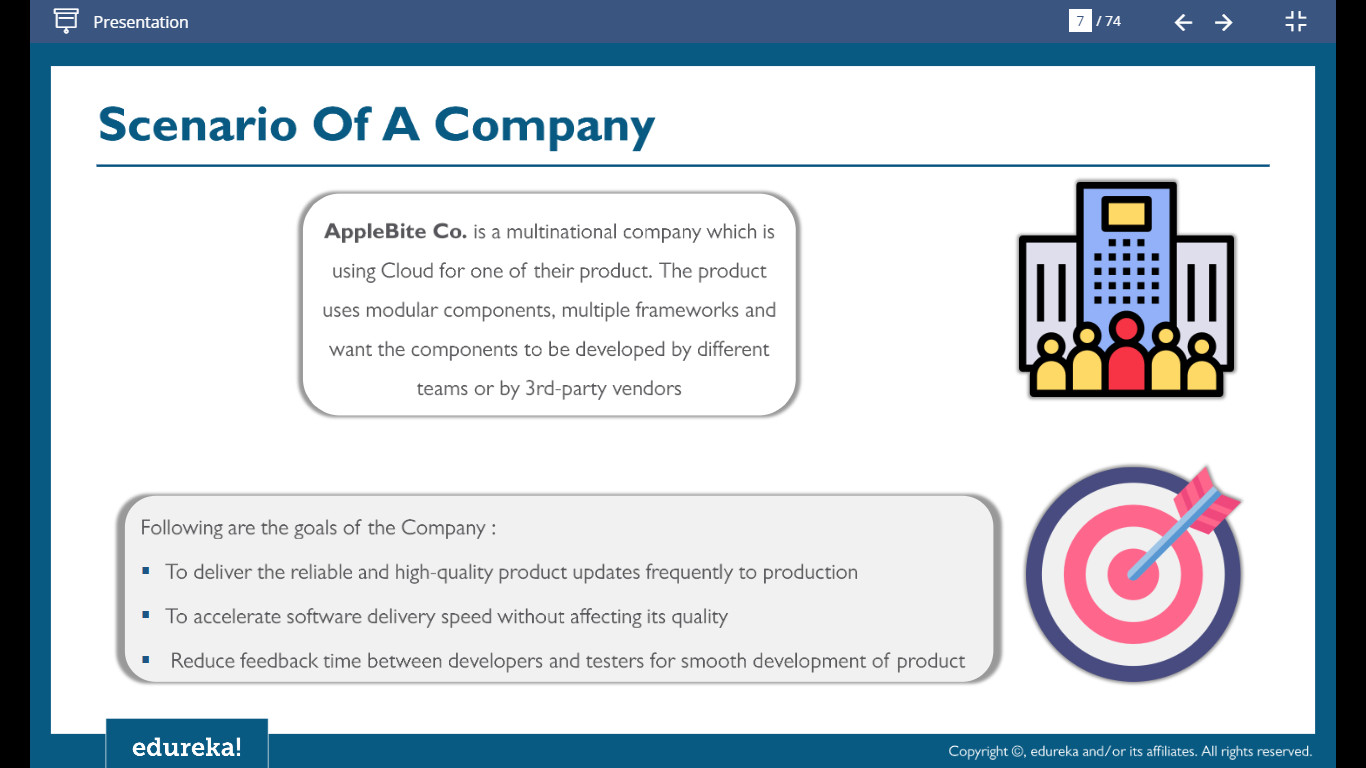 Presentation
7 / 74
Scenario Of A Company
AppleBite Co. is a multinational company which is
using Cloud for one of their product. The product
uses modular components, multiple frameworks and
want the components to be developed by different
teams or by 3rd-party vendors
Following are the goals of the Company :
▪ To deliver the reliable and high-quality product updates frequently to production
▪ To accelerate software delivery speed without affecting its quality
▪ Reduce feedback time between developers and testers for smooth development of product
edureka!
Copyright ©, edureka and/or its affiliates. All rights reserved.